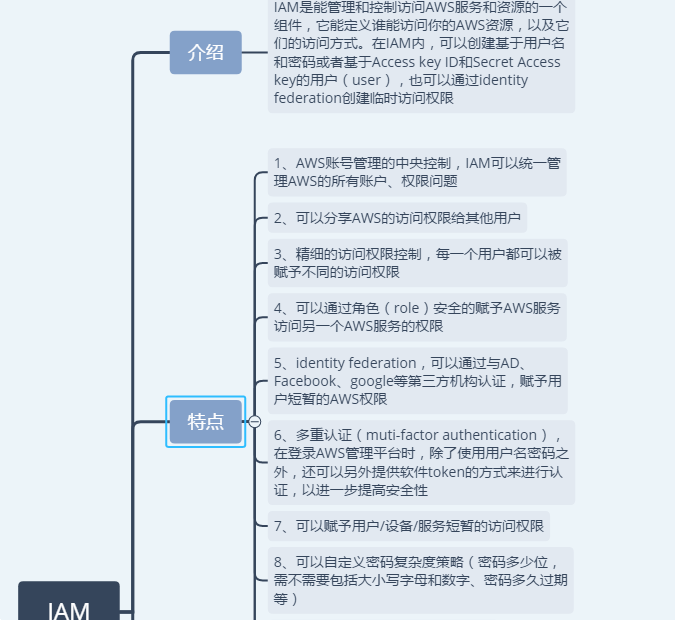 IAM是能管理和控制访问AWS服务和资源的一个
组件，它能定义谁能访问你的AWS资源，以及它
们的访问方式。在IAM内，可以创建基于用户名
和密码或者基于Access key ID和Secret Access
key的用户（user），也可以通过identity
federation创建临时访问权限
介绍
1、AWS账号管理的中央控制，IAM可以统一管
理AWS的所有账户、权限问题
2、可以分享AWS的访问权限给其他用户
3、精细的访问权限控制，每一个用户都可以被
赋予不同的访问权限
4、可以通过角色（role）安全的赋予AWS服务
访问另一个AWS服务的权限
5、identity federation，可以通过与AD、
Facebook、google等第三方机构认证，赋予用
户短暂的AWS权限
特点
6、多重认证（muti-factor authentication），
在登录AWS管理平台时，除了使用用户名密码之
外，还可以另外提供软件token的方式来进行认
证，以进一步提高安全性
7、可以赋予用户/设备/服务短暂的访问权限
8、可以自定义密码复杂度策略（密码多少位，
需不需要包括大小写字母和数字、密码多久过期
等）
IAM